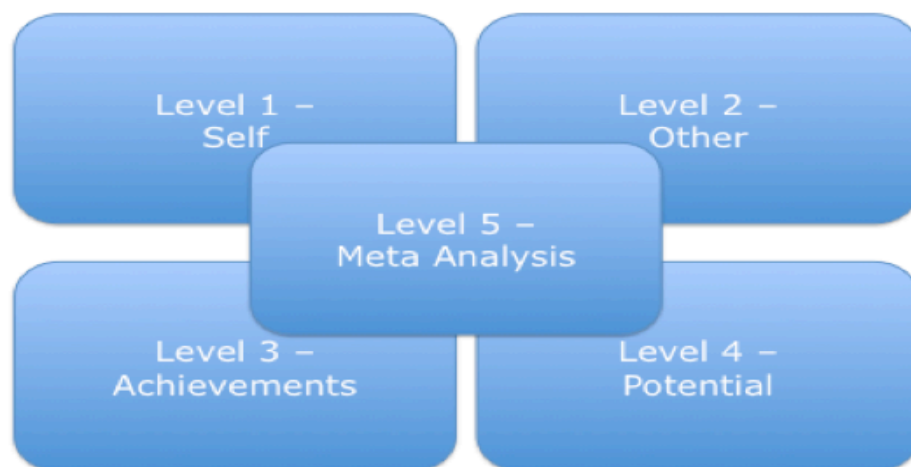 Level 1 –
Self
Level 2 –
Other
Level 5 –
Meta Analysis
Level 3 –
Achievements
Level 4 –
Potential